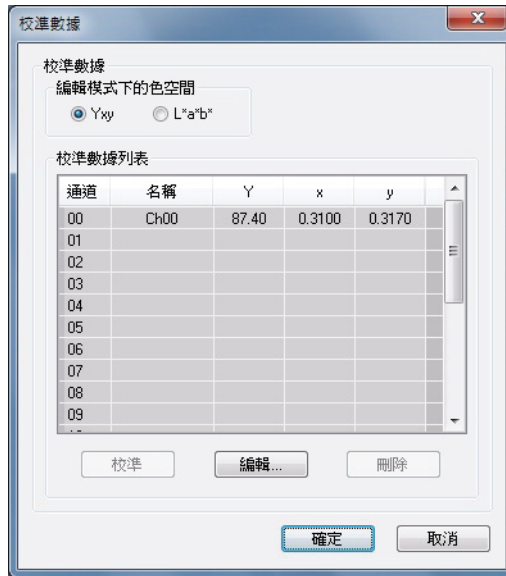 校準數據
校準數據
編輯模式下的色空間
Yxy L*a*b*
校準數據列表
通道 名稱 Y x y
00 Ch00 87.40 0.3100 0.3170
01
02
03
04
05
06
07
08
09
校準 編輯... 刪除
確定 取消